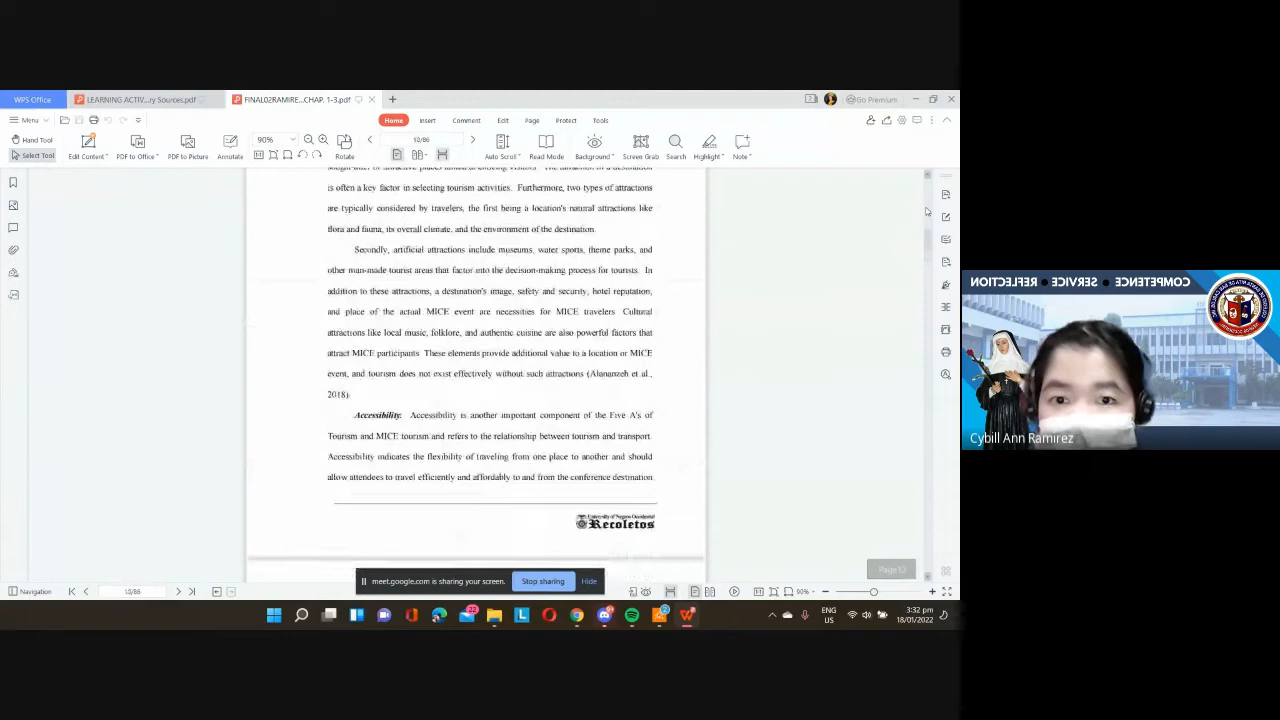 WPS Office
LEARNING ACTIV...ry Sources.pdf
FINAL02RAMIRE...CHAP. 1-3.pdf
Go Premium
Menu
Home
Insert
Comment
Edit
Page
Protect
Tools
Hand Tool
Select Tool
Edit Content
PDF to Office
PDF to Picture
Annotate
90%
Rotate
12/86
Auto Scroll
Read Mode
Background
Screen Grab
Search
Highlight
Note
is often a key factor in selecting tourism activities. Furthermore, two types of attractions
are typically considered by travelers, the first being a location's natural attractions like
flora and fauna, its overall climate, and the environment of the destination.
Secondly, artificial attractions include museums, water sports, theme parks, and
other man-made tourist areas that factor into the decision-making process for tourists. In
addition to these attractions, a destination's image, safety and security, hotel reputation,
and place of the actual MICE event are necessities for MICE travelers. Cultural
attractions like local music, folklore, and authentic cuisine are also powerful factors that
attract MICE participants. These elements provide additional value to a location or MICE
event, and tourism does not exist effectively without such attractions (Alananzeh et al.,
2018).
Accessibility. Accessibility is another important component of the Five A's of
Tourism and MICE tourism and refers to the relationship between tourism and transport.
Accessibility indicates the flexibility of traveling from one place to another and should
allow attendees to travel efficiently and affordably to and from the conference destination
University of Negros Occidental
Recoletos
Page13
meet.google.com is sharing your screen.
Stop sharing
Hide
Navigation
12/86
90%
ENG
US
3:32 pm
18/01/2022
COMPETENCE • SERVICE • REFLECTION
Cybill Ann Ramirez